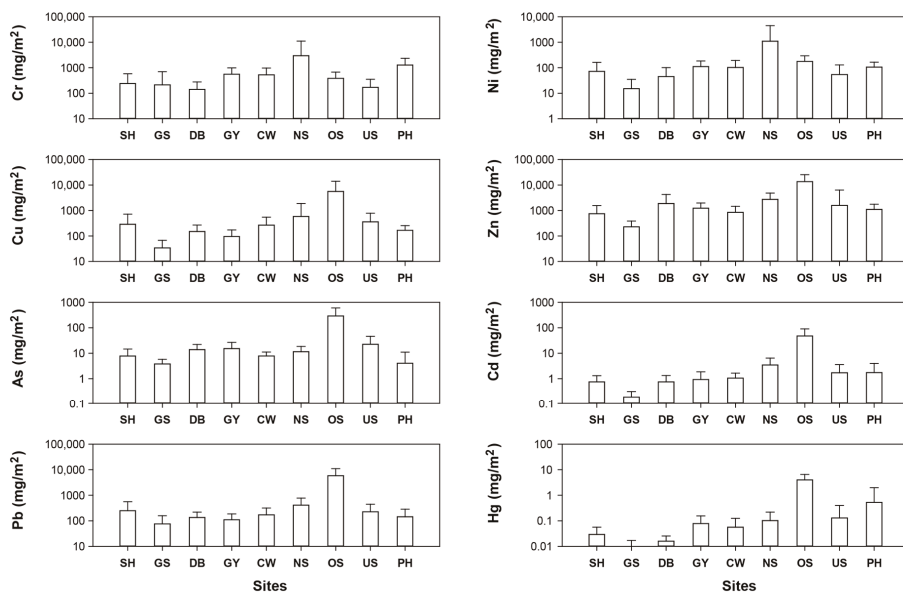 Cr (mg/m²)
100,000
10,000
1000
100
10
SH GS DB GY CW NS OS US PH
Ni (mg/m²)
10,000
1000
100
10
1
SH GS DB GY CW NS OS US PH
Cu (mg/m²)
100,000
10,000
1000
100
10
SH GS DB GY CW NS OS US PH
Zn (mg/m²)
100,000
10,000
1000
100
10
SH GS DB GY CW NS OS US PH
As (mg/m²)
1000
100
10
1
0.1
SH GS DB GY CW NS OS US PH
Cd (mg/m²)
1000
100
10
1
0.1
SH GS DB GY CW NS OS US PH
Pb (mg/m²)
100,000
10,000
1000
100
10
SH GS DB GY CW NS OS US PH
Sites
Hg (mg/m²)
100
10
1
0.1
0.01
SH GS DB GY CW NS OS US PH
Sites